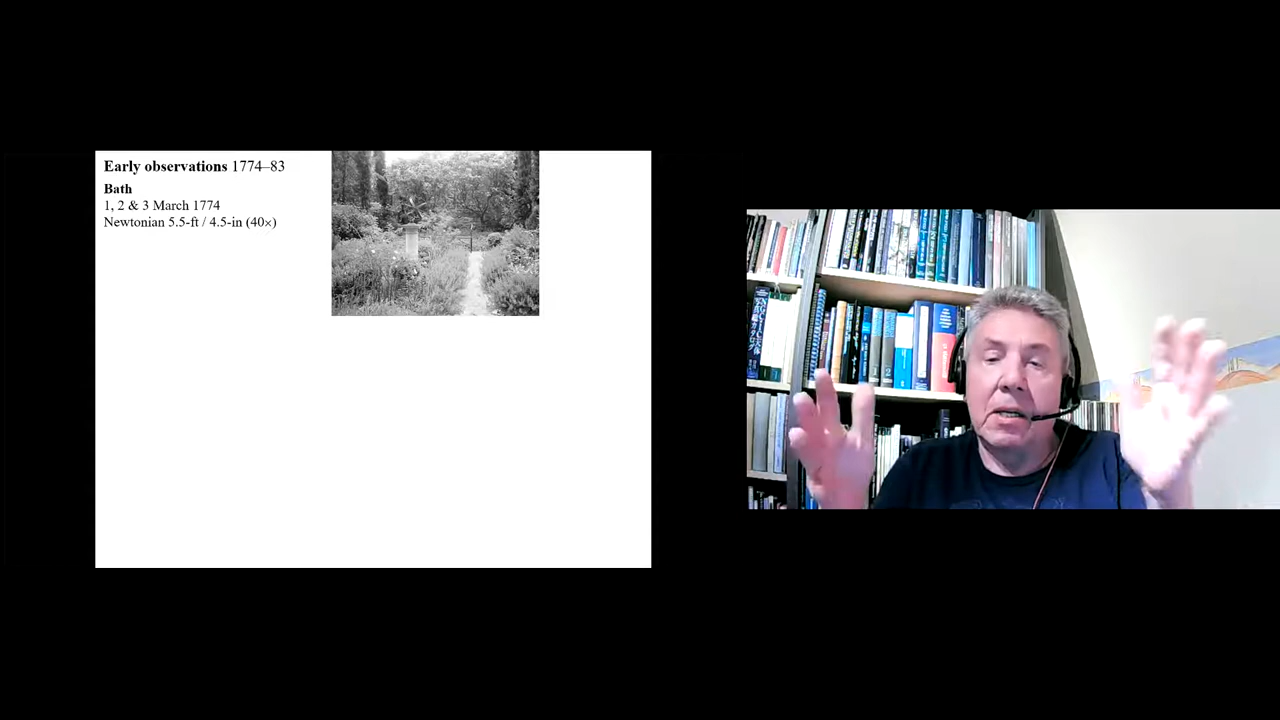 Early observations 1774–83
Bath
1, 2 & 3 March 1774
Newtonian 5.5-ft / 4.5-in (40×)